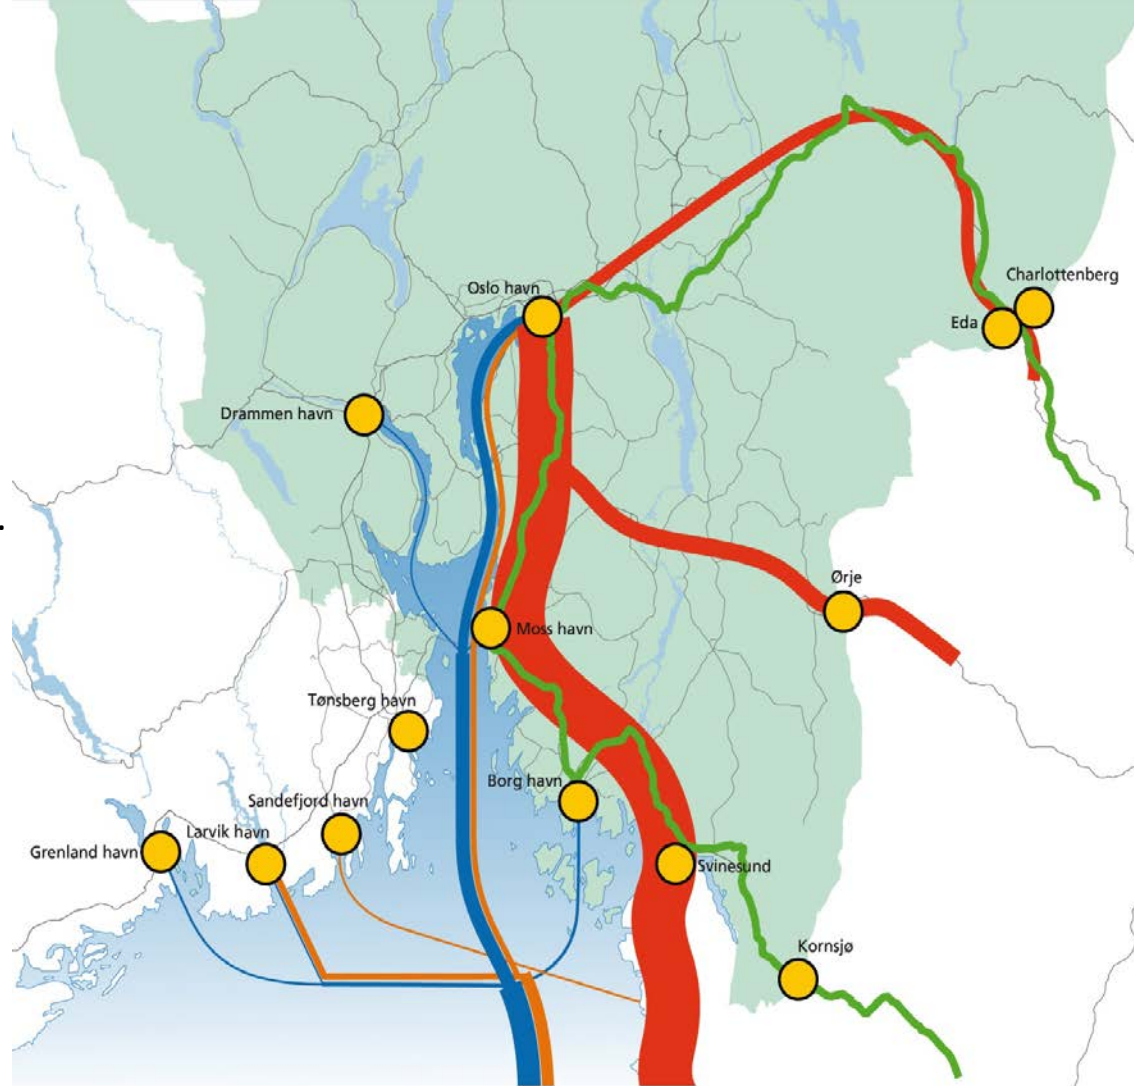 Oslo havn
Charlottenberg
Eda
Drammen havn
Ørje
Moss havn
Tønsberg havn
Borg havn
Sandefjord havn
Larvik havn
Grenland havn
Svinesund
Kornsjø